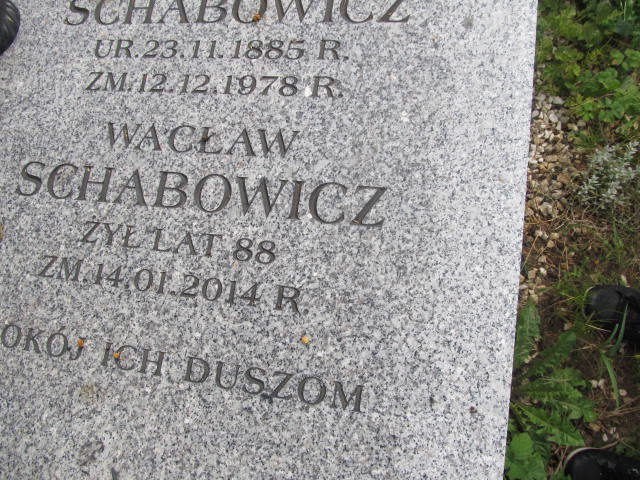 SCHABOWICZ
UR.23.11.1885 R.
ZM.12.12.1978 R.
WACŁAW
SCHABOWICZ
ŻYŁ LAT 88
ZM.14.01.2014 R.
OKÓJ ICH DUSZOM